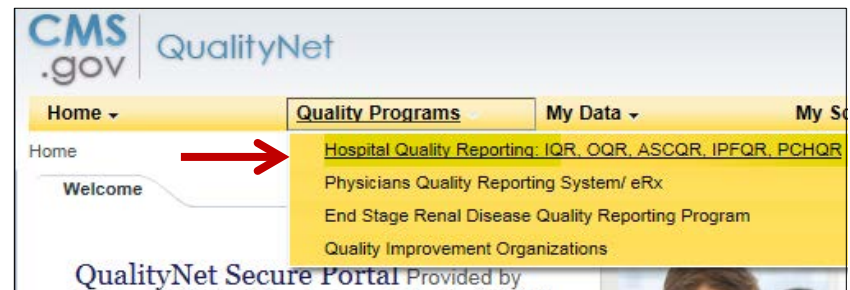 CMS
.gov
QualityNet
Home
Quality Programs
My Data
My
Home
Hospital Quality Reporting: IQR, OQR, ASCQR, IPFQR, PCHQR
Welcome
Physicians Quality Reporting System/ eRx
End Stage Renal Disease Quality Reporting Program
Quality Improvement Organizations
QualityNet Secure Portal Provided by